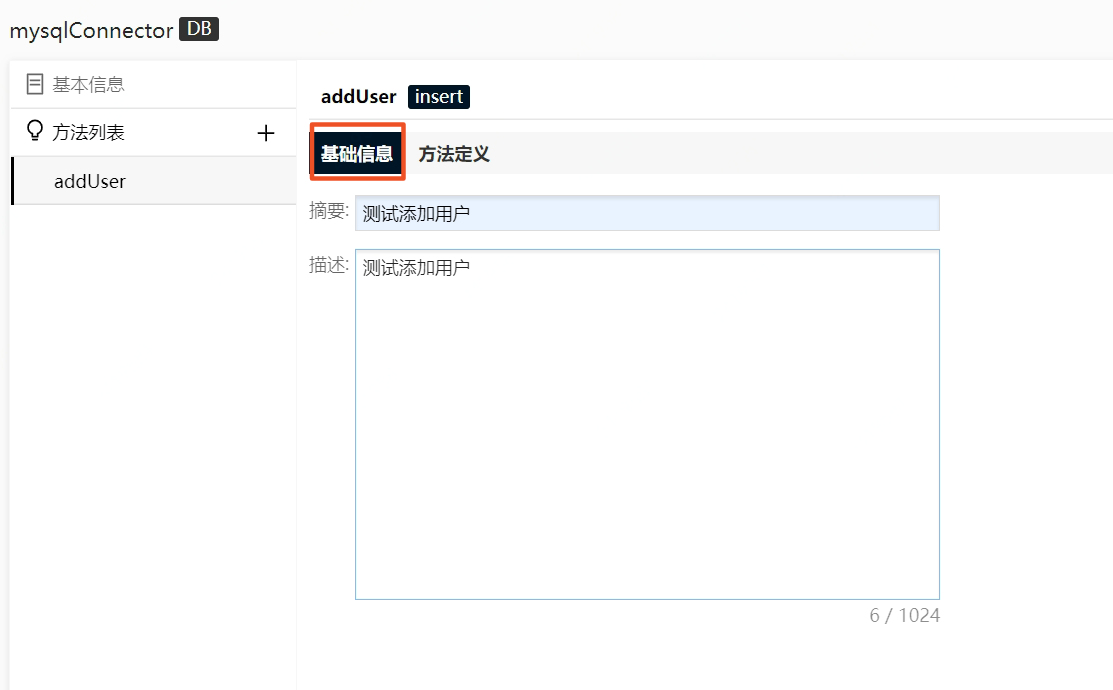 mysqlConnector DB
基本信息
方法列表
addUser
addUser insert
基础信息 方法定义
摘要: 测试添加用户
描述: 测试添加用户
6 / 1024